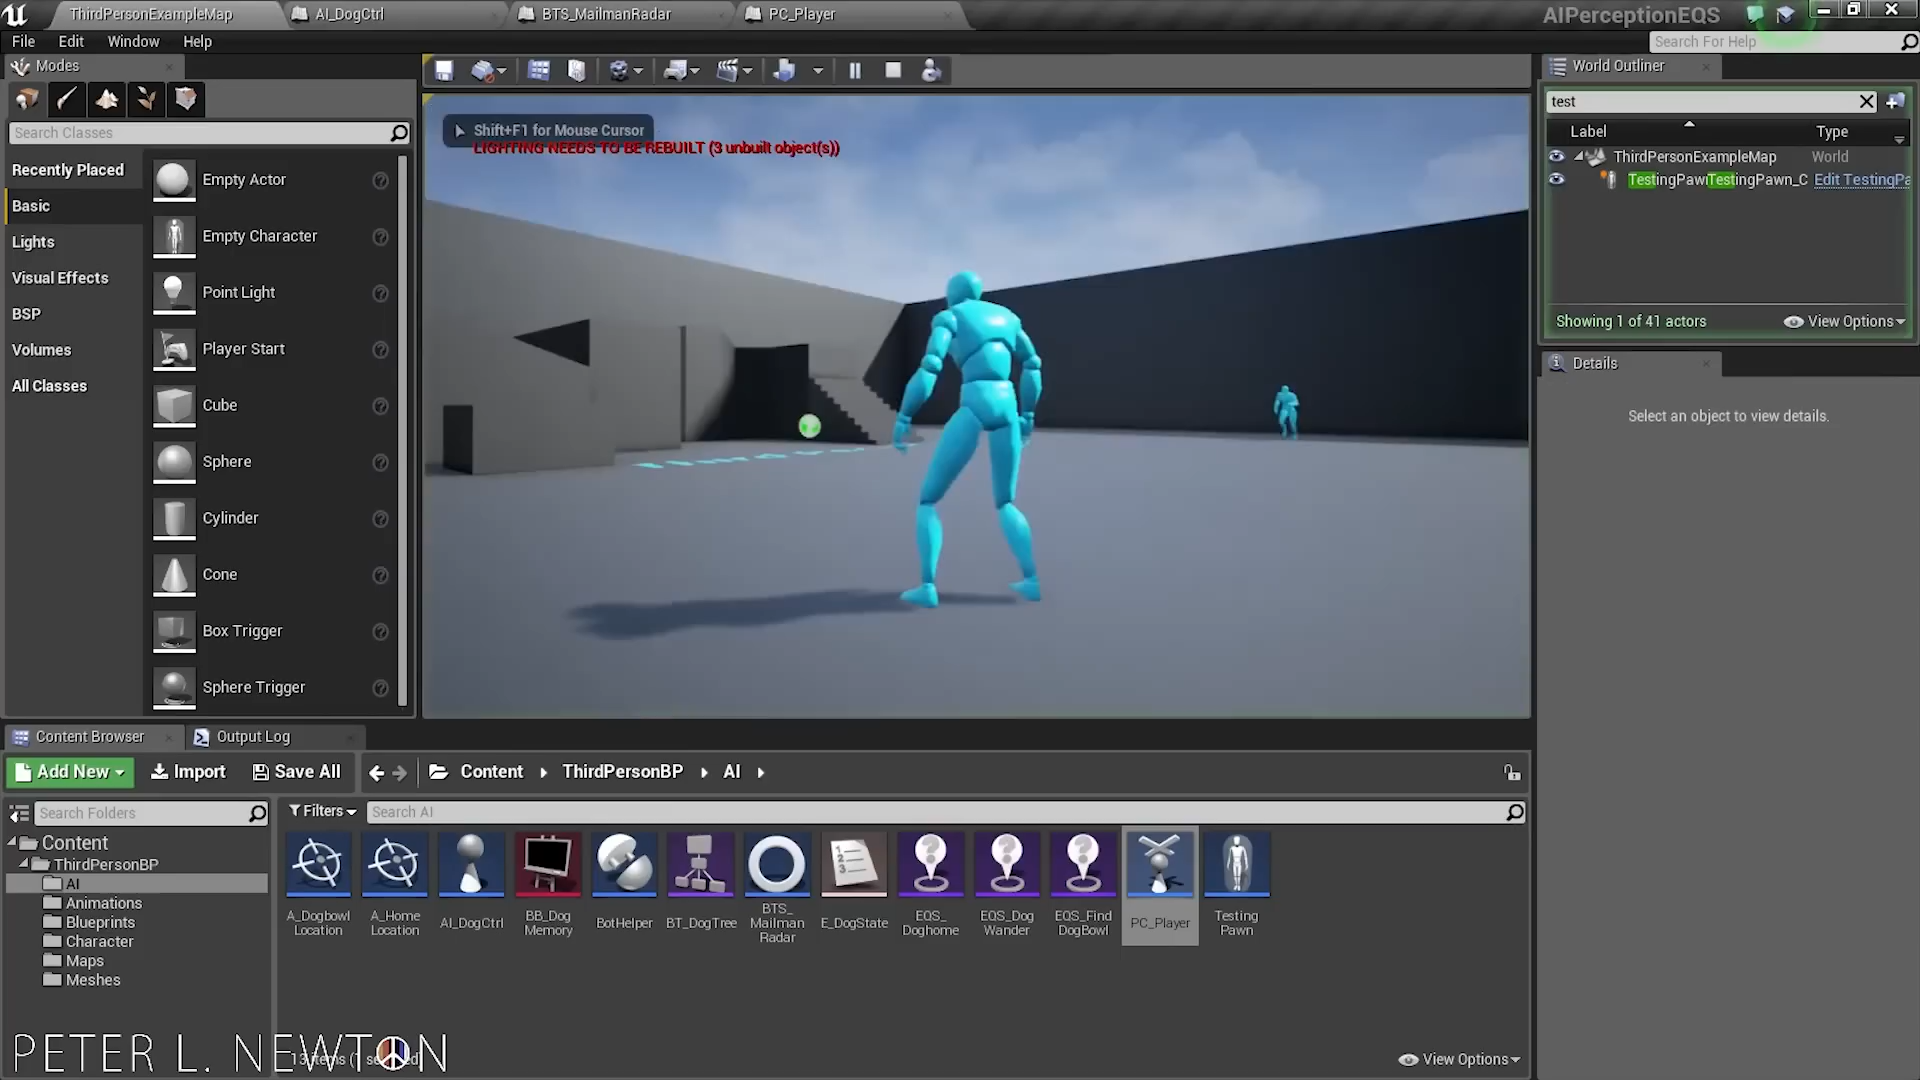 ThirdPersonExampleMap
AI_DogCtrl
BTS_MailmanRadar
PC_Player
AIPerceptionEQS
File Edit Window Help
Search For Help
Modes
World Outliner
Search Classes
Recently Placed
Basic
Lights
Visual Effects
BSP
Volumes
All Classes
Empty Actor
Empty Character
Point Light
Player Start
Cube
Sphere
Cylinder
Cone
Box Trigger
Sphere Trigger
Shift+F1 for Mouse Cursor
LIGHTING NEEDS TO BE REBUILT (3 unbuilt object(s))
test
Label Type
ThirdPersonExampleMap World
TestingPawn TestingPawn_C Edit TestingPa
Showing 1 of 41 actors
View Options
Details
Select an object to view details.
Content Browser
Output Log
Add New Import Save All Content ThirdPersonBP AI
Search Folders
Filters
Search AI
Content
ThirdPersonBP
AI
Animations
Blueprints
Character
Maps
Meshes
A_Dogbowl
Location
A_Home
Location
AI_DogCtrl
BB_Dog
Memory
BotHelper
BT_DogTree
BTS_
Mailman
Radar
E_DogState
EQS_
Doghome
EQS_Dog
Wander
EQS_Find
DogBowl
PC_Player
Testing
Pawn
PETER L. NEWTON
13 items (1
View Options